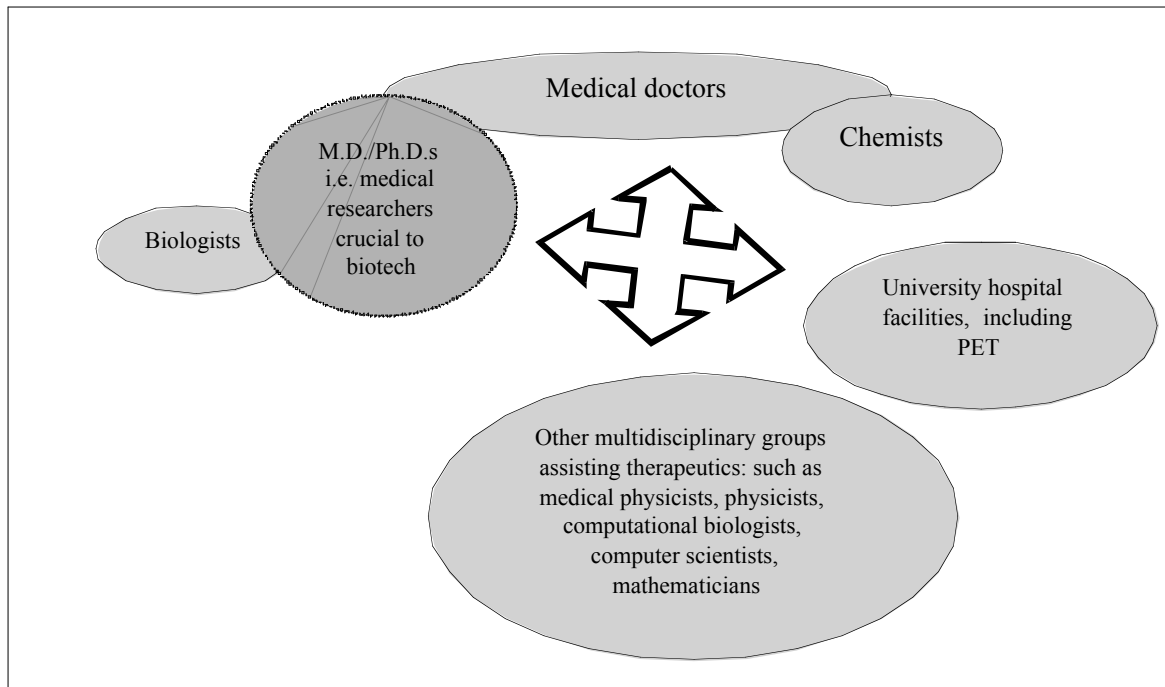 Medical doctors
Chemists
M.D./Ph.D.s
i.e. medical
researchers
crucial to
biotech
Biologists
University hospital
facilities, including
PET
Other multidisciplinary groups
assisting therapeutics: such as
medical physicists, physicists,
computational biologists,
computer scientists,
mathematicians